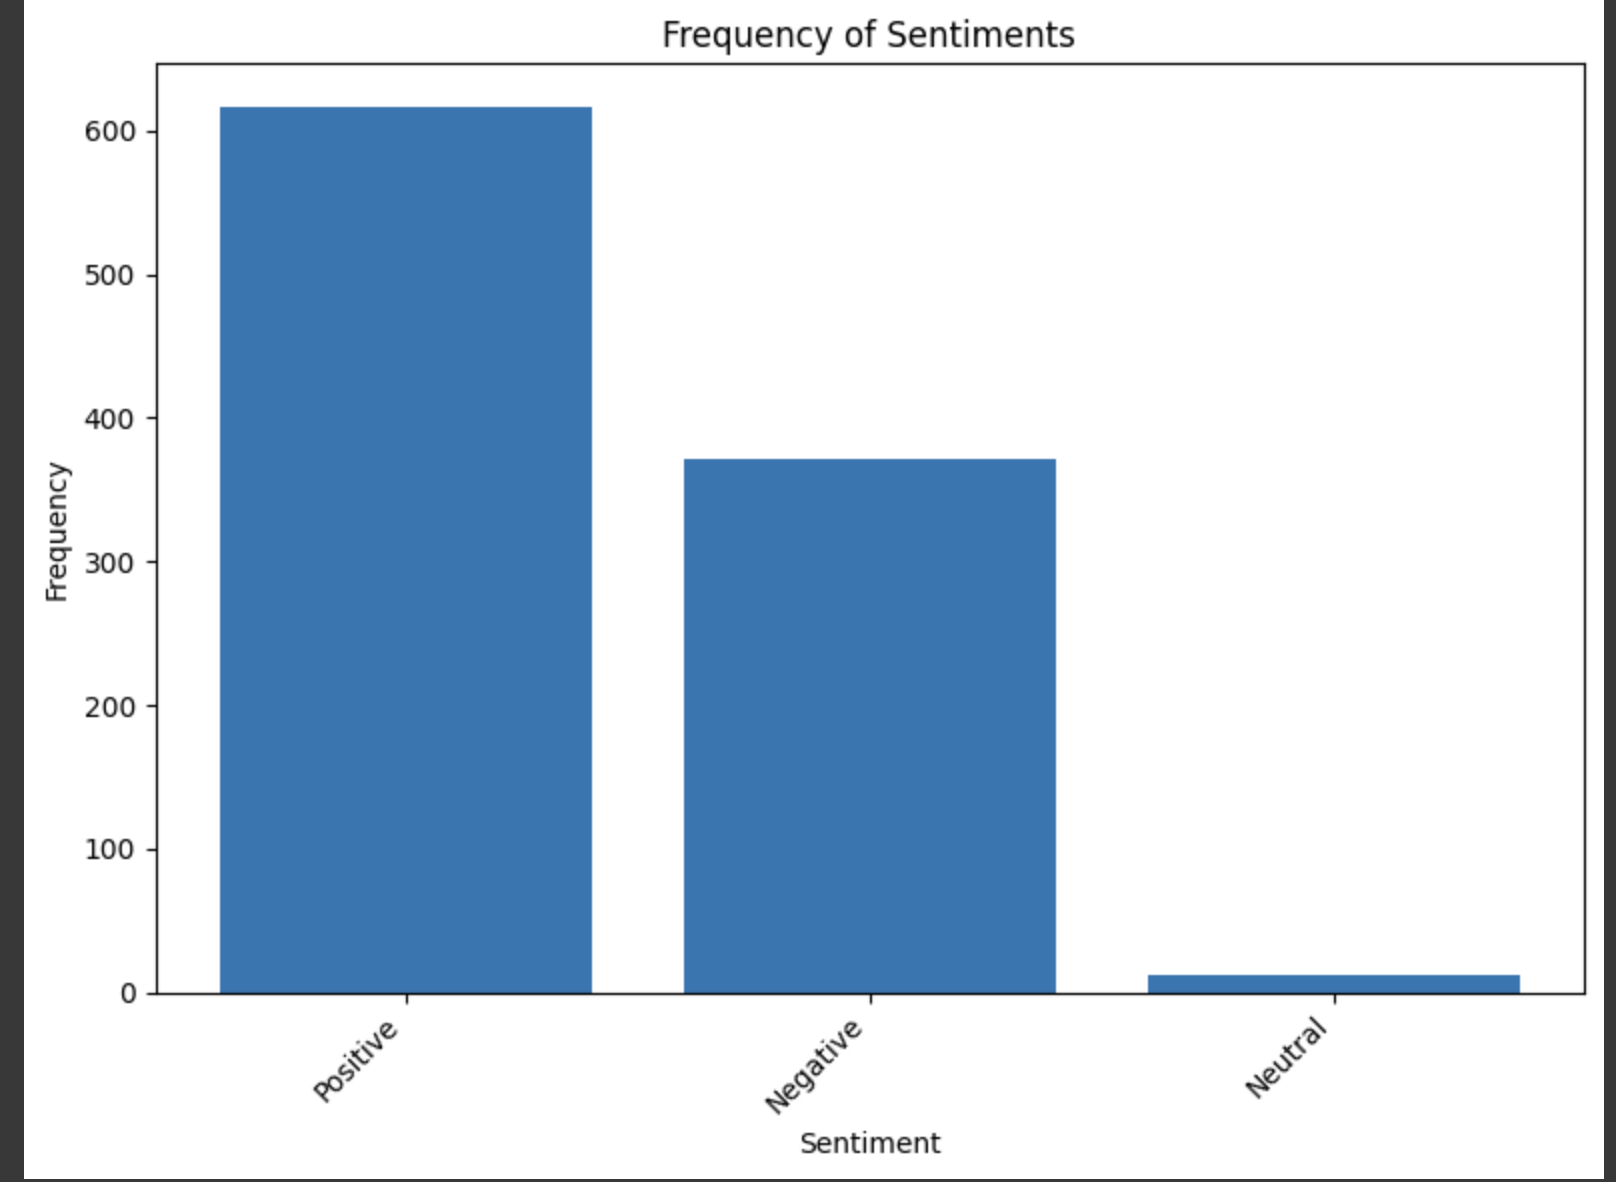 Frequency of Sentiments
Frequency
600
500
400
300
200
100
0
Positive
Negative
Neutral
Sentiment